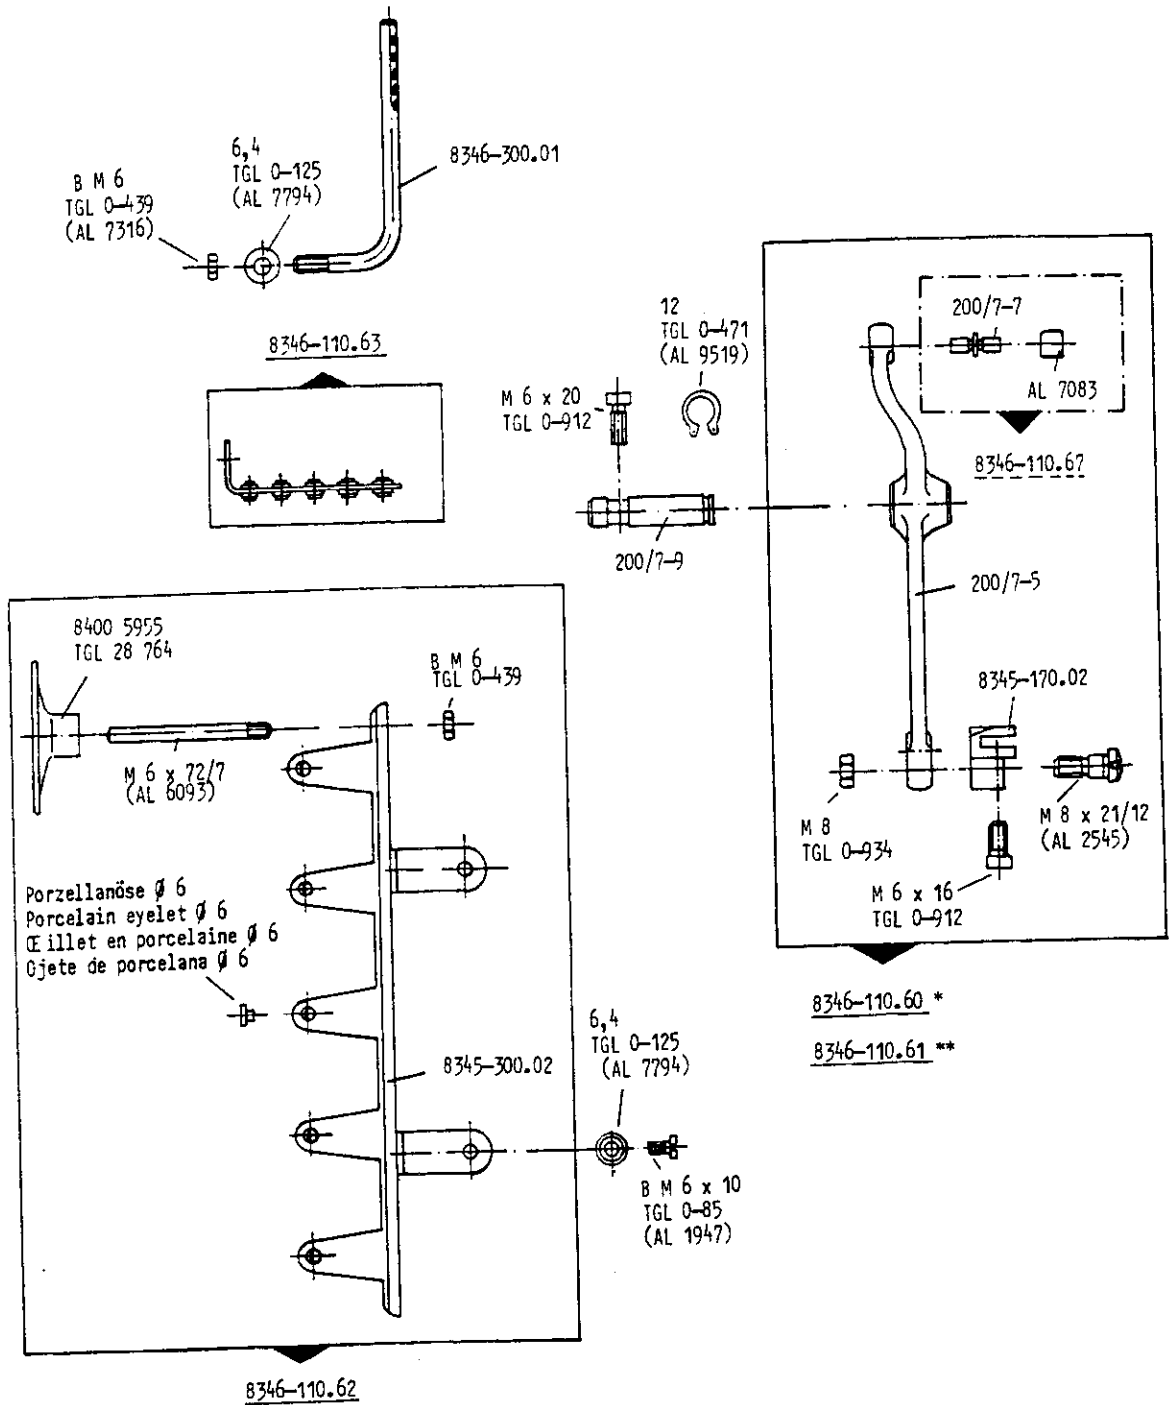 8346-300.01
6,4
TGL 0-125
(AL 7794)
B M 6
TGL 0-439
(AL 7316)
8346-110.63
12
TGL 0-471
(AL 9519)
M 6 x 20
TGL 0-912
200/7-9
200/7-7
AL 7083
8346-110.67
200/7-5
8345-170.02
M 8
TGL 0-934
M 8 x 21/12
(AL 2545)
M 6 x 16
TGL 0-912
8346-110.60 *
8346-110.61 **
8400 5955
TGL 28 764
M 6 x 72/7
(AL 6093)
B M 6
TGL 0-439
Porzellanöse Ø 6
Porcelain eyelet Ø 6
Œillet en porcelaine Ø 6
Ojete de porcelana Ø 6
8345-300.02
6,4
TGL 0-125
(AL 7794)
B M 6 x 10
TGL 0-85
(AL 1947)
8346-110.62